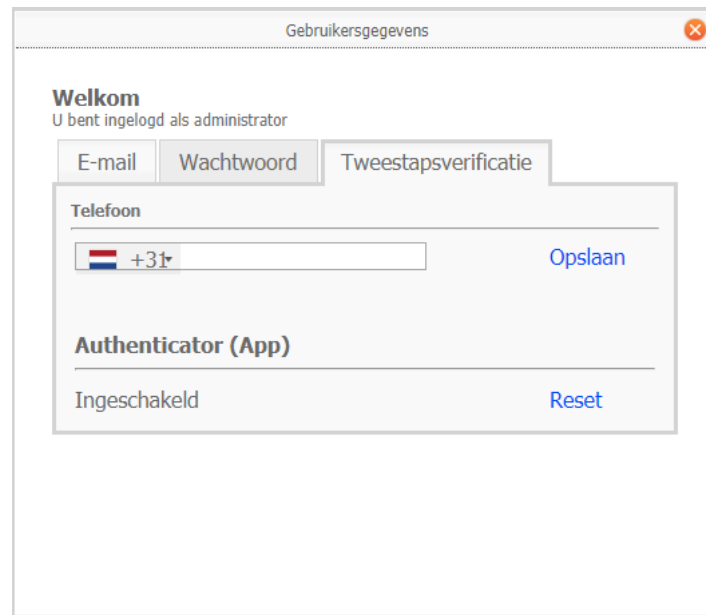 Gebruikersgegevens
Welkom
U bent ingelogd als administrator
E-mail Wachtwoord Tweestapsverificatie
Telefoon
+31 Opslaan
Authenticator (App)
Ingeschakeld Reset